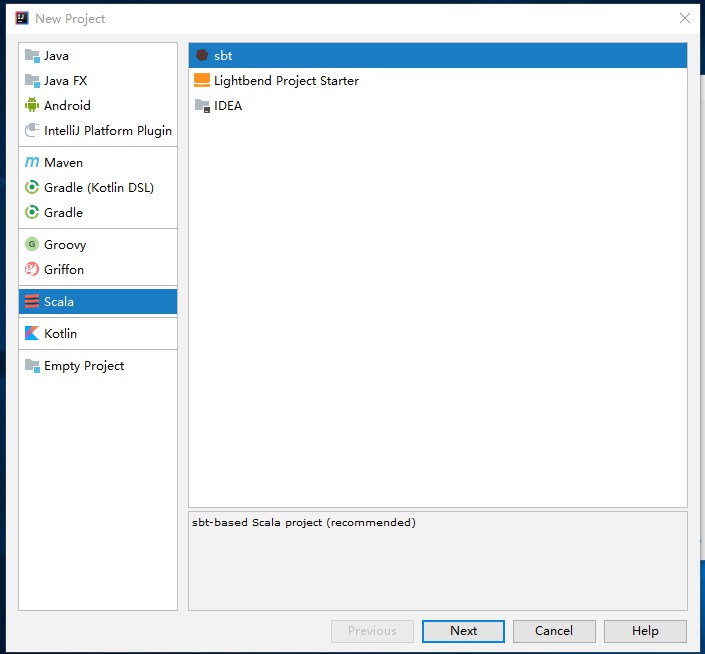 New Project
Java
Java FX
Android
IntelliJ Platform Plugin
Maven
Gradle (Kotlin DSL)
Gradle
Groovy
Griffon
Scala
Kotlin
Empty Project
sbt
Lightbend Project Starter
IDEA
sbt-based Scala project (recommended)
Previous
Next
Cancel
Help